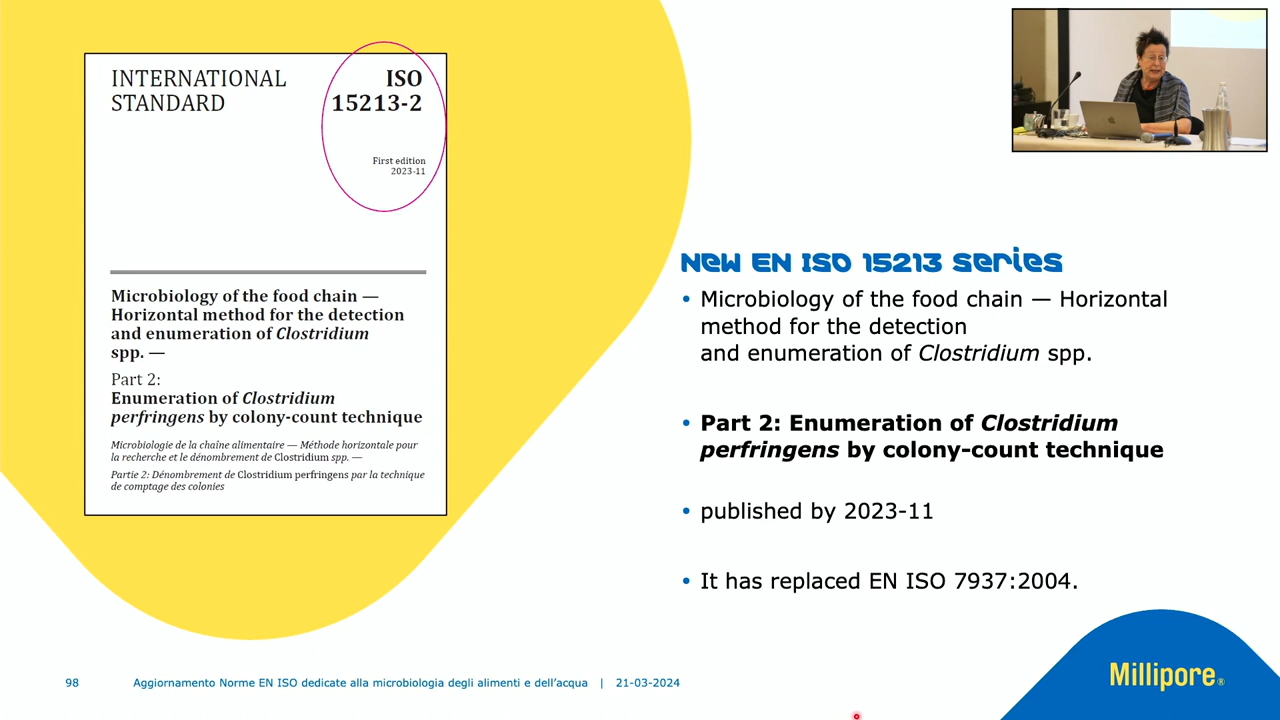 INTERNATIONAL
STANDARD
ISO
15213-2
First edition
2023-11
Microbiology of the food chain —
Horizontal method for the detection
and enumeration of Clostridium
spp. —
Part 2:
Enumeration of Clostridium
perfringens by colony-count technique
Microbiologie de la chaîne alimentaire — Méthode horizontale pour
la recherche et le dénombrement de Clostridium spp. —
Partie 2: Dénombrement de Clostridium perfringens par la technique
de comptage des colonies
New EN ISO 15213 series
• Microbiology of the food chain — Horizontal
method for the detection
and enumeration of Clostridium spp.
• Part 2: Enumeration of Clostridium
perfringens by colony-count technique
• published by 2023-11
• It has replaced EN ISO 7937:2004.
98 Aggiornamento Norme EN ISO dedicate alla microbiologia degli alimenti e dell’acqua | 21-03-2024
Millipore®